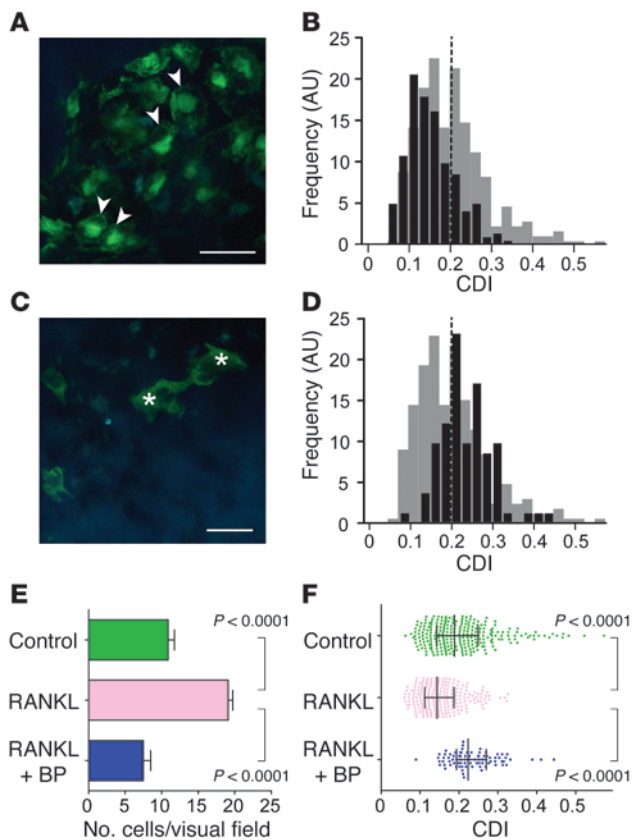 A
B
Frequency (AU)
25
20
15
10
5
0
0 0.1 0.2 0.3 0.4 0.5
CDI
C
*
*
D
Frequency (AU)
25
20
15
10
5
0
0 0.1 0.2 0.3 0.4 0.5
CDI
E
Control
RANKL
RANKL
+ BP
P < 0.0001
P < 0.0001
0 5 10 15 20 25
No. cells/visual field
F
Control
RANKL
RANKL
+ BP
P < 0.0001
P < 0.0001
0 0.1 0.2 0.3 0.4 0.5
CDI